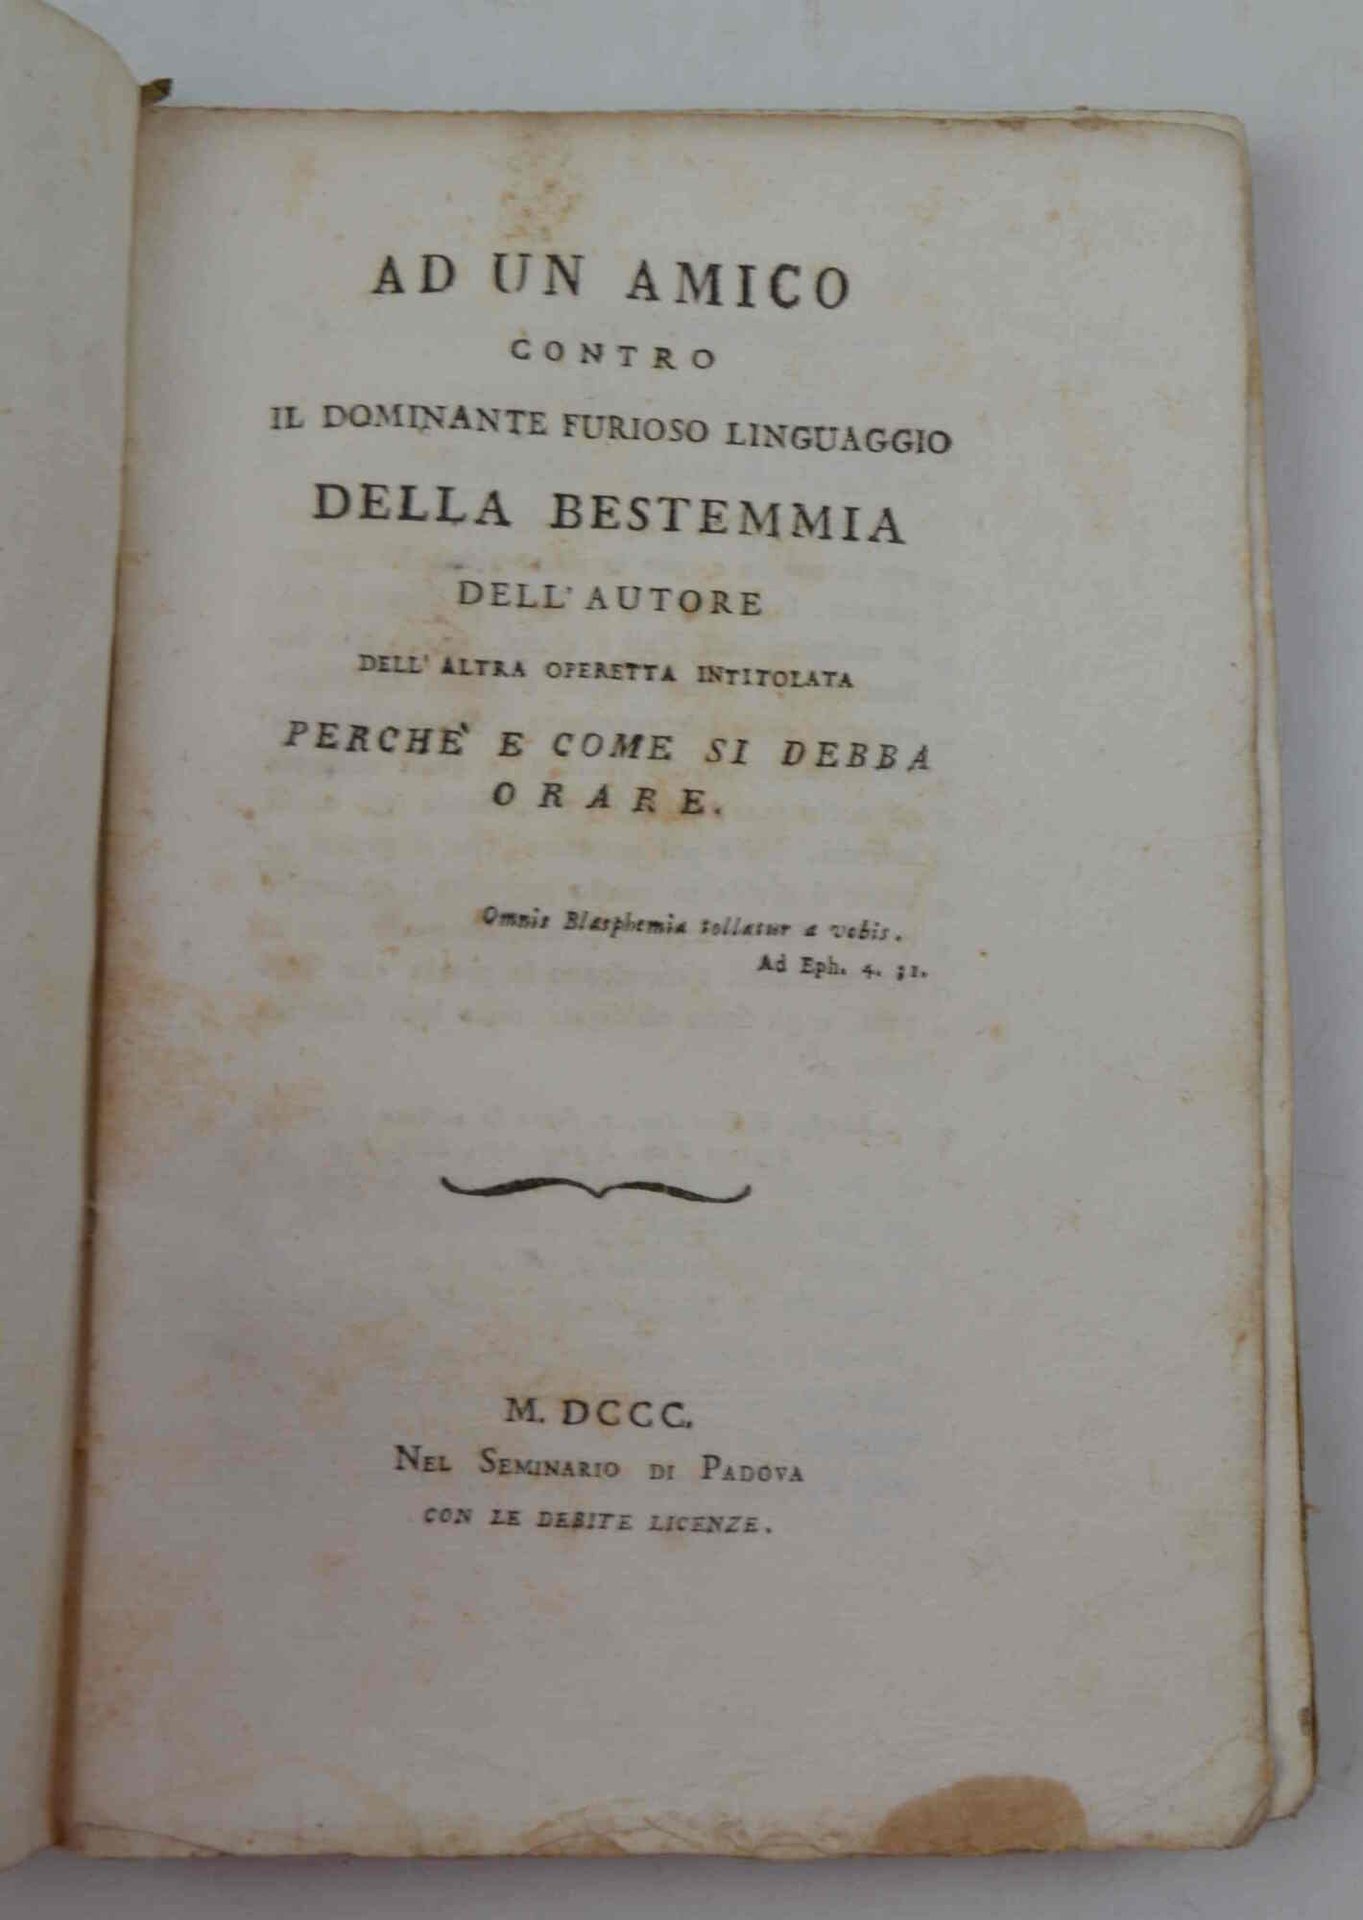 AD UN AMICO
CONTRO
IL DOMINANTE FURIOSO LINGUAGGIO
DELLA BESTEMMIA
DELL' AUTORE
DELL' ALTRA OPERETTA INTITOLATA
PERCHE` E COME SI DEBBA
ORARE.
Omnis Blasphemia tollatur a vobis.
Ad Eph. 4. 31.
M. DCCC.
NEL SEMINARIO DI PADOVA
CON LE DEBITE LICENZE.